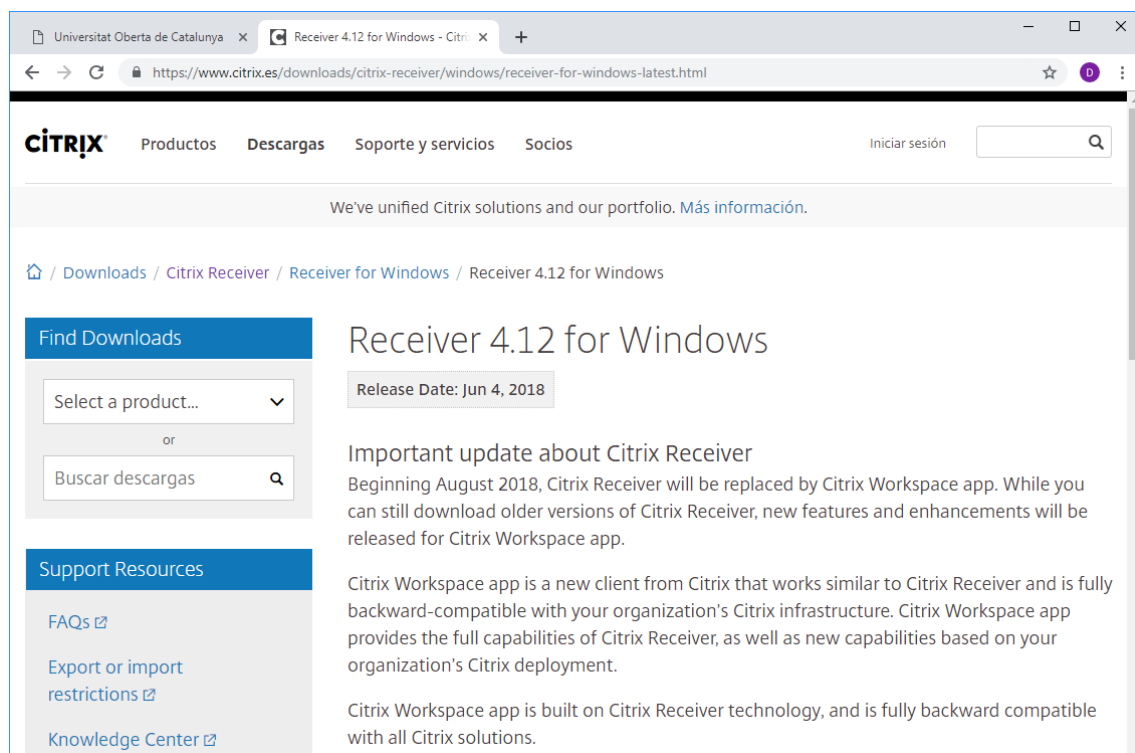 Universitat Oberta de Catalunya
Receiver 4.12 for Windows - Citri
https://www.citrix.es/downloads/citrix-receiver/windows/receiver-for-windows-latest.html
D
CITRIX
Productos Descargas Soporte y servicios Socios Iniciar sesión
We've unified Citrix solutions and our portfolio. Más información.
/ Downloads / Citrix Receiver / Receiver for Windows / Receiver 4.12 for Windows
Find Downloads
Select a product...
or
Buscar descargas
Support Resources
FAQs
Export or import
restrictions
Knowledge Center
Receiver 4.12 for Windows
Release Date: Jun 4, 2018
Important update about Citrix Receiver
Beginning August 2018, Citrix Receiver will be replaced by Citrix Workspace app. While you
can still download older versions of Citrix Receiver, new features and enhancements will be
released for Citrix Workspace app.
Citrix Workspace app is a new client from Citrix that works similar to Citrix Receiver and is fully
backward-compatible with your organization's Citrix infrastructure. Citrix Workspace app
provides the full capabilities of Citrix Receiver, as well as new capabilities based on your
organization's Citrix deployment.
Citrix Workspace app is built on Citrix Receiver technology, and is fully backward compatible
with all Citrix solutions.